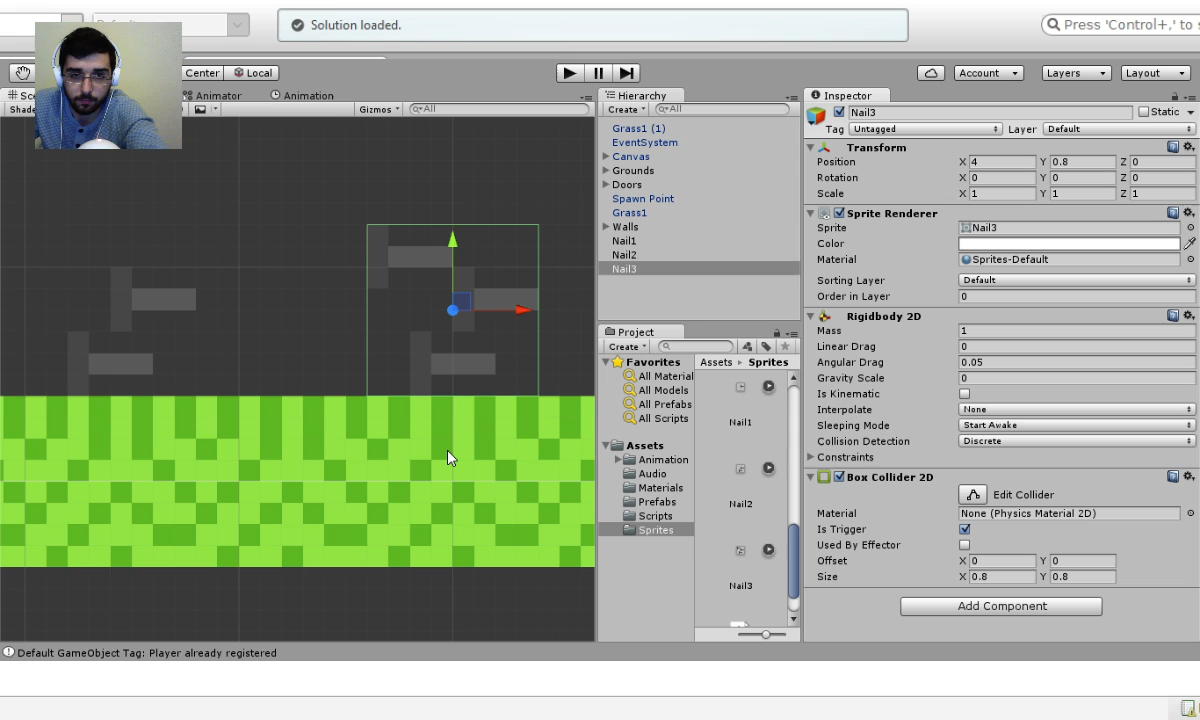 Default
Solution loaded.
Press 'Control+,' to s
Center
Local
Account
Layers
Layout
Sce
Animator
Animation
Shade
Gizmos
All
Hierarchy
Create
All
Grass1 (1)
EventSystem
Canvas
Grounds
Doors
Spawn Point
Grass1
Walls
Nail1
Nail2
Nail3
Project
Create
Favorites
All Material
All Models
All Prefabs
All Scripts
Assets
Animation
Audio
Materials
Prefabs
Scripts
Sprites
Assets
Sprites
Nail1
Nail2
Nail3
Inspector
Nail3
Static
Tag Untagged Layer Default
Transform
Position X 4 Y 0.8 Z 0
Rotation X 0 Y 0 Z 0
Scale X 1 Y 1 Z 1
Sprite Renderer
Sprite Nail3
Color
Material Sprites-Default
Sorting Layer Default
Order in Layer 0
Rigidbody 2D
Mass 1
Linear Drag 0
Angular Drag 0.05
Gravity Scale 0
Is Kinematic
Interpolate None
Sleeping Mode Start Awake
Collision Detection Discrete
Constraints
Box Collider 2D
Edit Collider
Material None (Physics Material 2D)
Is Trigger
Used By Effector
Offset X 0 Y 0
Size X 0.8 Y 0.8
Add Component
Default GameObject Tag: Player already registered